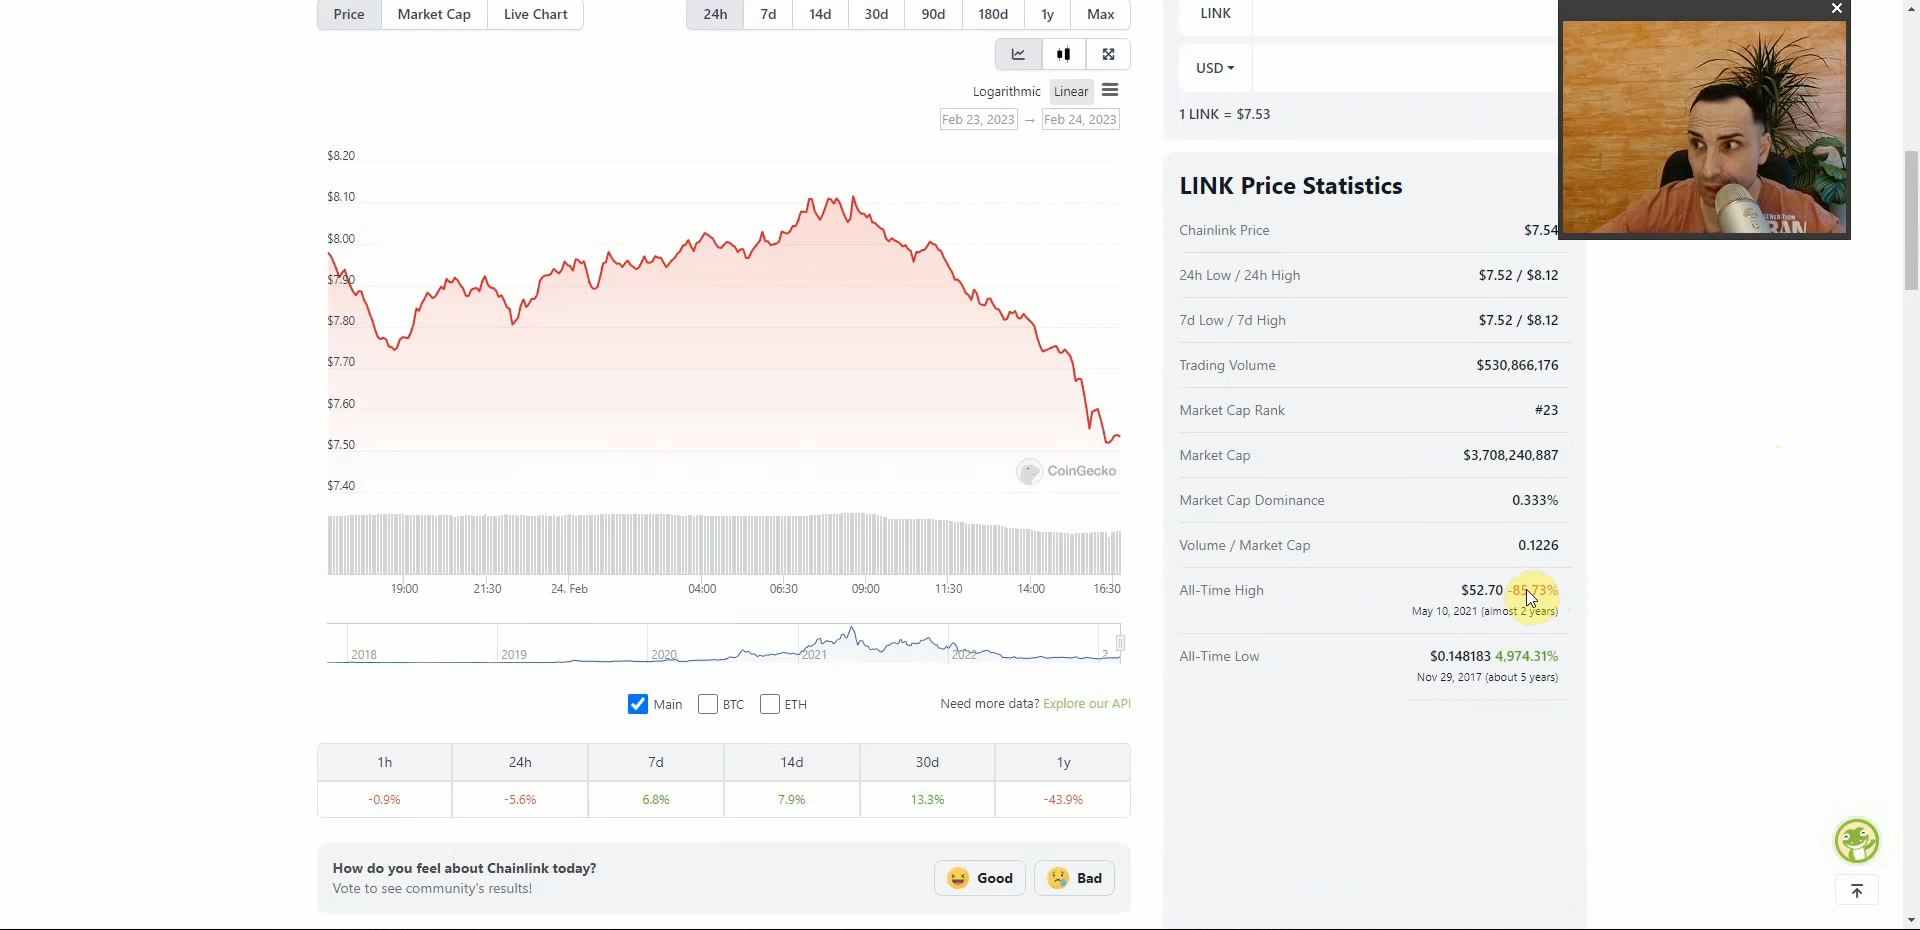 Price Market Cap Live Chart
24h 7d 14d 30d 90d 180d 1y Max
Logarithmic Linear
Feb 23, 2023 → Feb 24, 2023
$8.20
$8.10
$8.00
$7.90
$7.80
$7.70
$7.60
$7.50
$7.40
CoinGecko
19:00 21:30 24. Feb 04:00 06:30 09:00 11:30 14:00 16:30
2018 2019 2020 2021 2022 2
Main BTC ETH
Need more data? Explore our API
1h 24h 7d 14d 30d 1y
-0.9% -5.6% 6.8% 7.9% 13.3% -43.9%
How do you feel about Chainlink today?
Vote to see community's results!
Good Bad
LINK
USD
1 LINK = $7.53
LINK Price Statistics
Chainlink Price $7.54
24h Low / 24h High $7.52 / $8.12
7d Low / 7d High $7.52 / $8.12
Trading Volume $530,866,176
Market Cap Rank #23
Market Cap $3,708,240,887
Market Cap Dominance 0.333%
Volume / Market Cap 0.1226
All-Time High $52.70 -85.73%
May 10, 2021 (almost 2 years)
All-Time Low $0.148183 4,974.31%
Nov 29, 2017 (about 5 years)